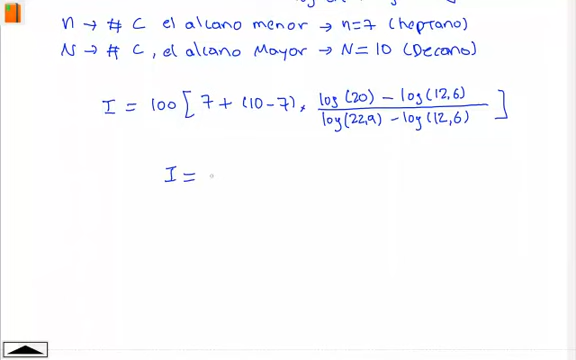 n → # C el alcano menor → n=7 (heptano)
N → # C, el alcano Mayor → N=10 (Decano)
I = 100 [ 7 + (10-7) * log(20) - log(12,6) / log(22,9) - log(12,6) ]
I =